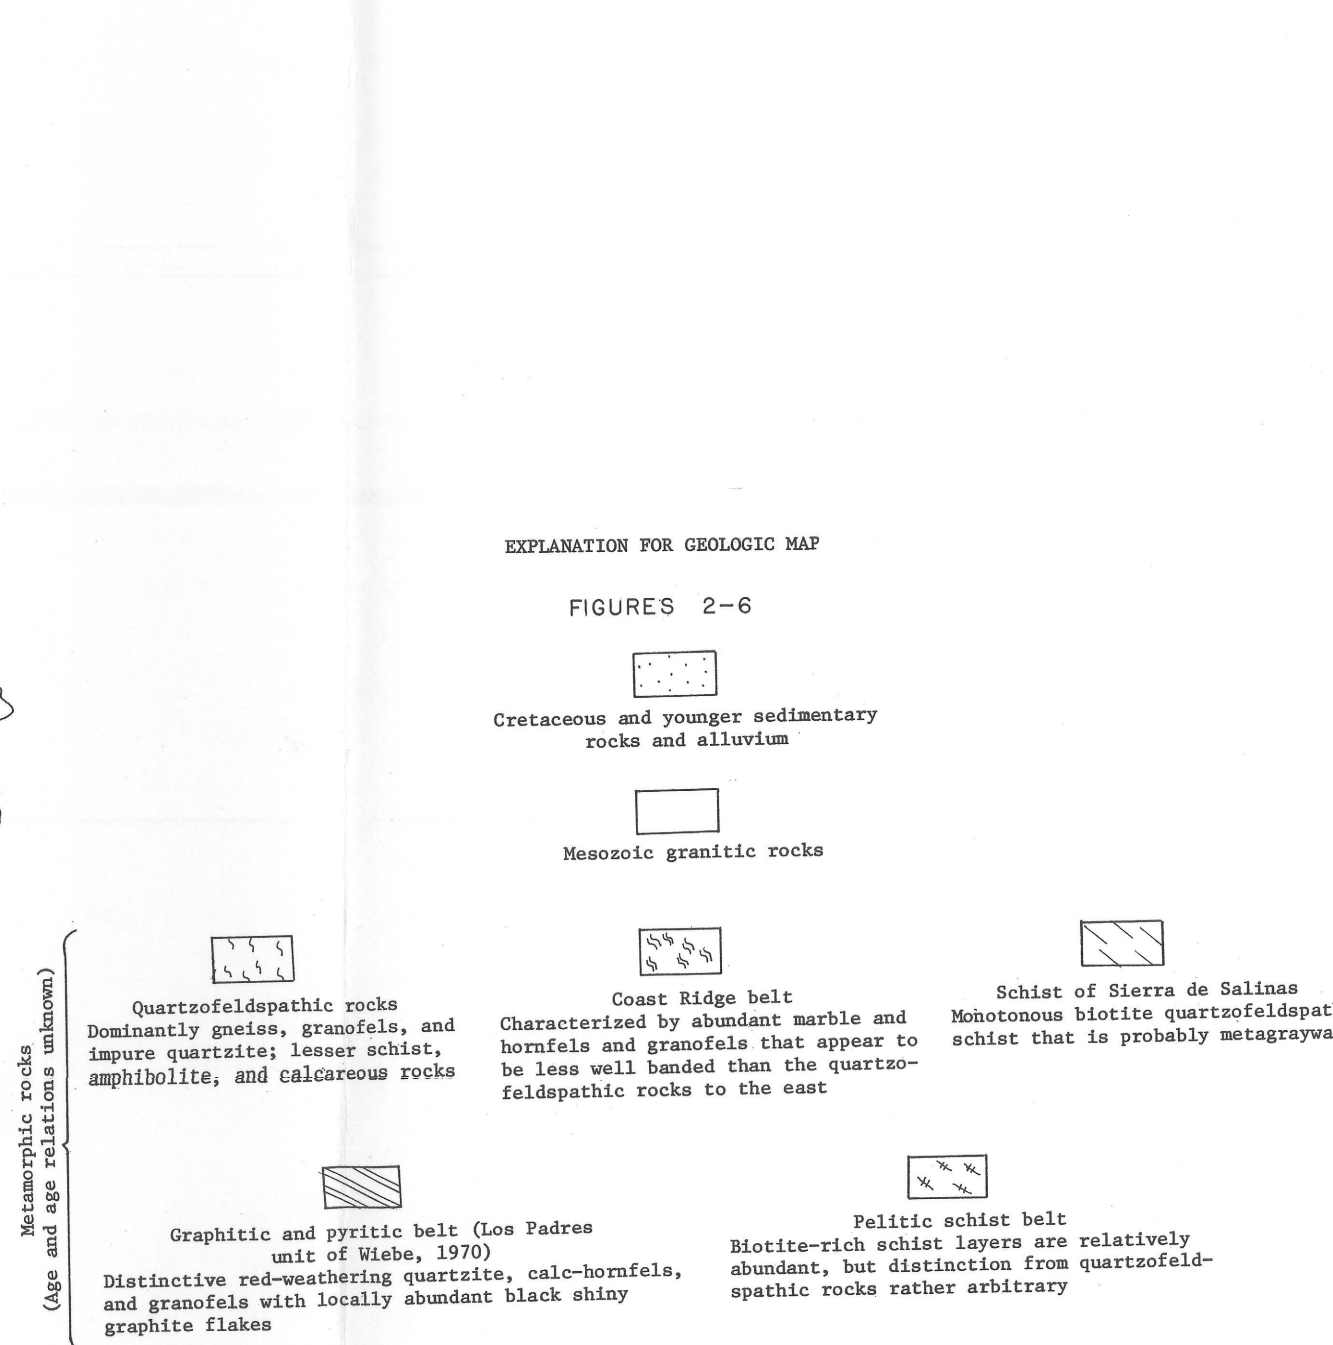 EXPLANATION FOR GEOLOGIC MAP
FIGURES 2-6
Cretaceous and younger sedimentary
rocks and alluvium
Mesozoic granitic rocks
Metamorphic rocks
(Age and age relations unknown)
Quartzofeldspathic rocks
Dominantly gneiss, granofels, and
impure quartzite; lesser schist,
amphibolite, and calcareous rocks
Coast Ridge belt
Characterized by abundant marble and
hornfels and granofels that appear to
be less well banded than the quartzo-
feldspathic rocks to the east
Schist of Sierra de Salinas
Monotonous biotite quartzofeldspat
schist that is probably metagraywa
Graphitic and pyritic belt (Los Padres
unit of Wiebe, 1970)
Distinctive red-weathering quartzite, calc-hornfels,
and granofels with locally abundant black shiny
graphite flakes
Pelitic schist belt
Biotite-rich schist layers are relatively
abundant, but distinction from quartzofeld-
spathic rocks rather arbitrary